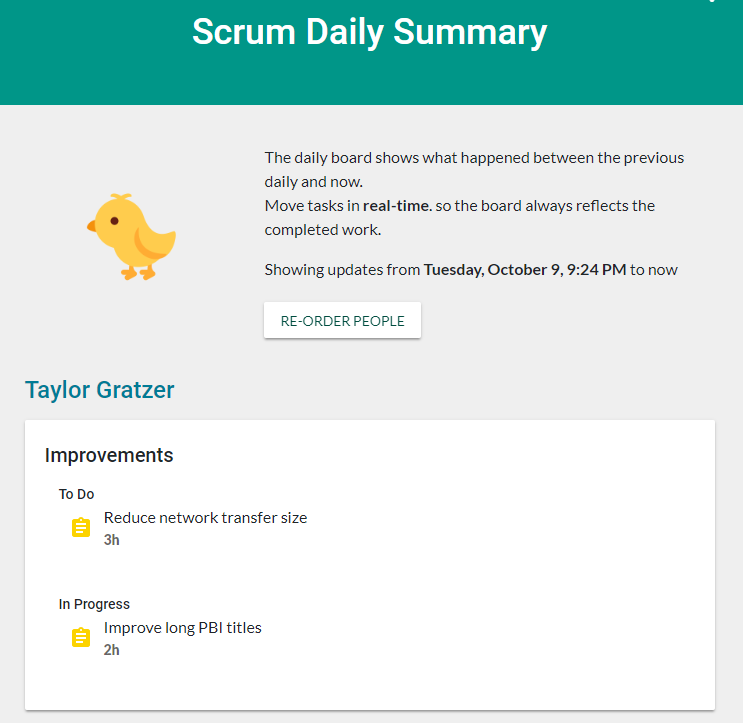 Scrum Daily Summary
The daily board shows what happened between the previous
daily and now.
Move tasks in real-time. so the board always reflects the
completed work.
Showing updates from Tuesday, October 9, 9:24 PM to now
RE-ORDER PEOPLE
Taylor Gratzer
Improvements
To Do
Reduce network transfer size
3h
In Progress
Improve long PBI titles
2h